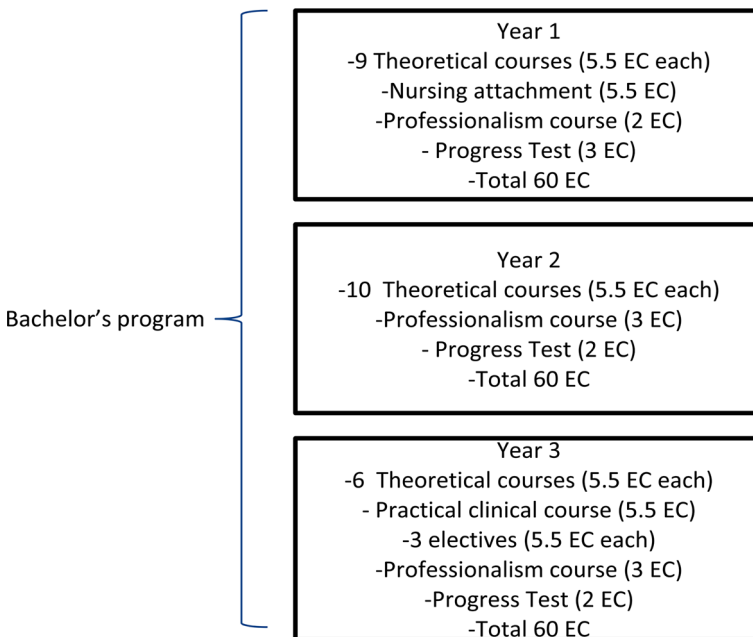 Year 1
-9 Theoretical courses (5.5 EC each)
-Nursing attachment (5.5 EC)
-Professionalism course (2 EC)
- Progress Test (3 EC)
-Total 60 EC
Bachelor’s program
Year 2
-10  Theoretical courses (5.5 EC each)
-Professionalism course (3 EC)
- Progress Test (2 EC)
-Total 60 EC
Year 3
-6  Theoretical courses (5.5 EC each)
- Practical clinical course (5.5 EC)
-3 electives (5.5 EC each)
-Professionalism course (3 EC)
-Progress Test (2 EC)
-Total 60 EC